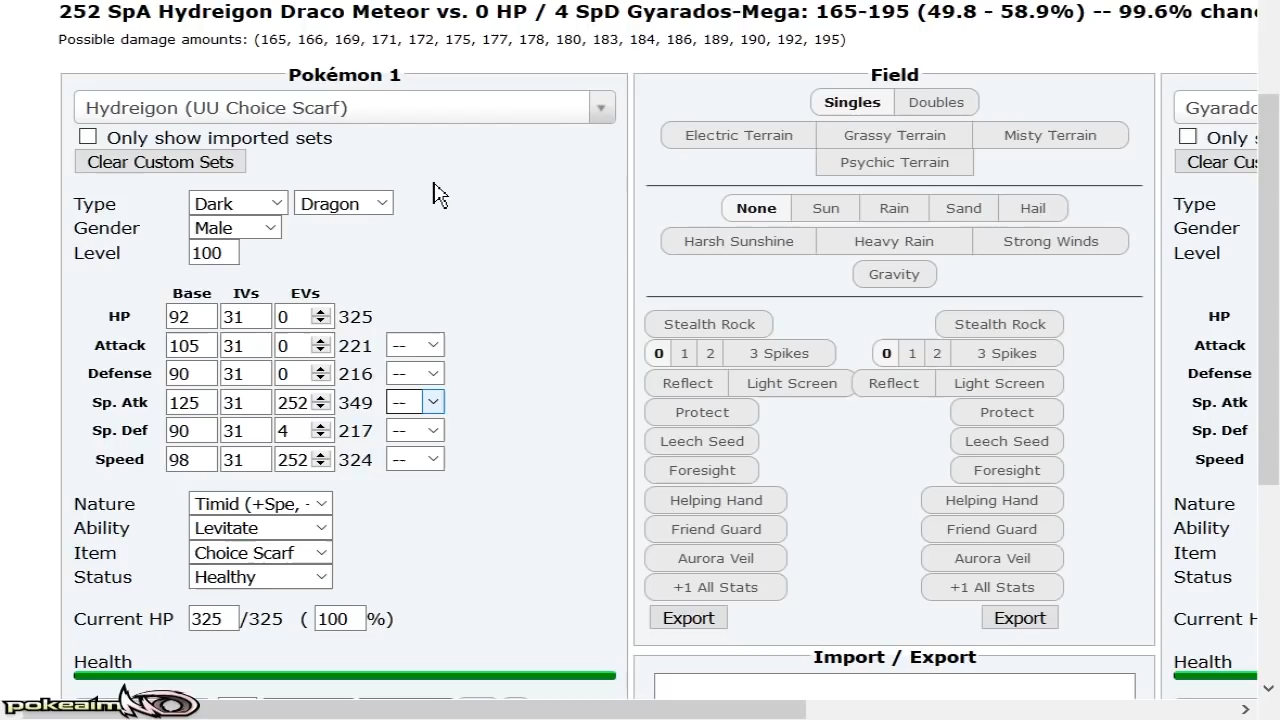 252 SpA Hydreigon Draco Meteor vs. 0 HP / 4 SpD Gyarados-Mega: 165-195 (49.8 - 58.9%) -- 99.6% chanc
Possible damage amounts: (165, 166, 169, 171, 172, 175, 177, 178, 180, 183, 184, 186, 189, 190, 192, 195)
Pokémon 1
Hydreigon (UU Choice Scarf)
Only show imported sets
Clear Custom Sets
Type Dark Dragon
Gender Male
Level 100
Base IVs EVs
HP 92 31 0 325
Attack 105 31 0 221 --
Defense 90 31 0 216 --
Sp. Atk 125 31 252 349 --
Sp. Def 90 31 4 217 --
Speed 98 31 252 324 --
Nature Timid (+Spe, -
Ability Levitate
Item Choice Scarf
Status Healthy
Current HP 325 /325 ( 100 %)
Health
Field
Singles Doubles
Electric Terrain Grassy Terrain Misty Terrain
Psychic Terrain
None Sun Rain Sand Hail
Harsh Sunshine Heavy Rain Strong Winds
Gravity
Stealth Rock Stealth Rock
0 1 2 3 Spikes 0 1 2 3 Spikes
Reflect Light Screen Reflect Light Screen
Protect Protect
Leech Seed Leech Seed
Foresight Foresight
Helping Hand Helping Hand
Friend Guard Friend Guard
Aurora Veil Aurora Veil
+1 All Stats +1 All Stats
Export Export
Import / Export
Gyarado
Only
Clear Cus
Type
Gender
Level
HP
Attack
Defense
Sp. Atk
Sp. Def
Speed
Nature
Ability
Item
Status
Current H
Health
pokeaim